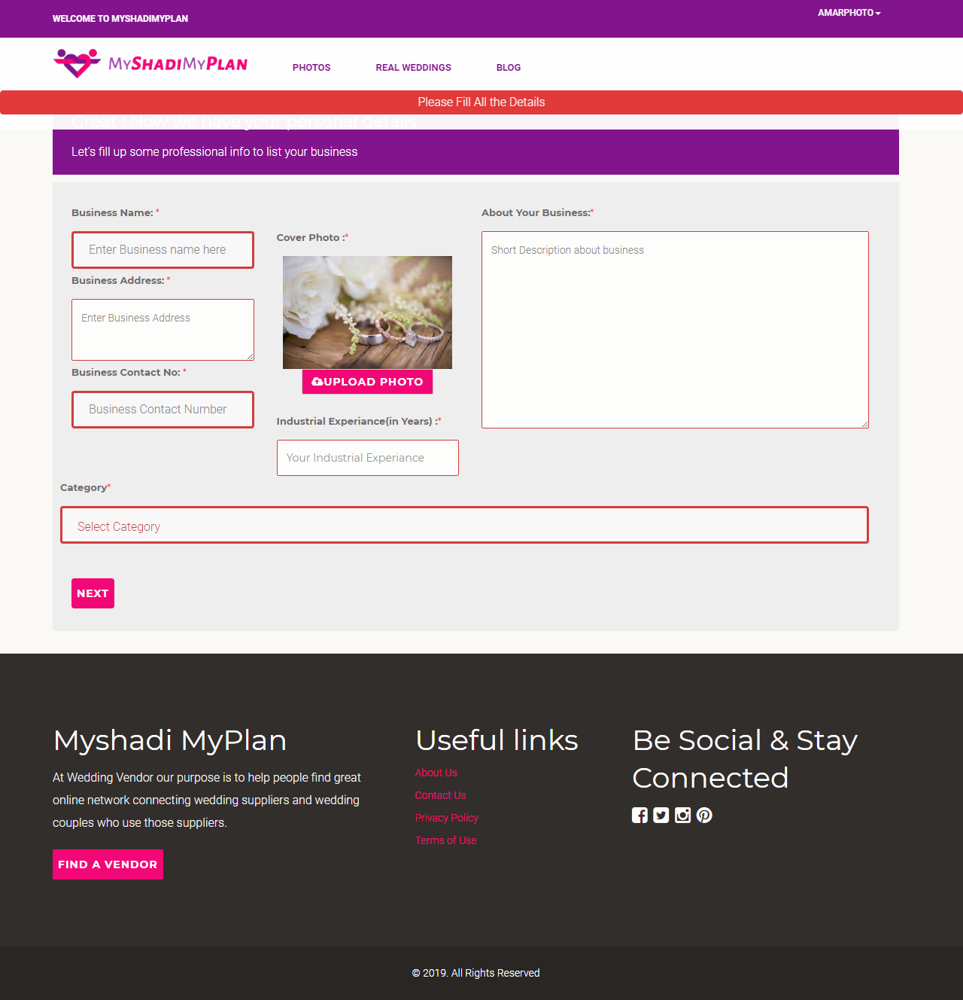 WELCOME TO MYSHADIMYPLAN
AMARPHOTO
MYSHADIMYPLAN
PHOTOS
REAL WEDDINGS
BLOG
Please Fill All the Details
Great ! Now we have your personal details
Let's fill up some professional info to list your business
Business Name: *
Enter Business name here
Business Address: *
Enter Business Address
Business Contact No: *
Business Contact Number
Cover Photo :*
UPLOAD PHOTO
Industrial Experiance(in Years) :*
Your Industrial Experiance
About Your Business:*
Short Description about business
Category*
Select Category
NEXT
Myshadi MyPlan
At Wedding Vendor our purpose is to help people find great
online network connecting wedding suppliers and wedding
couples who use those suppliers.
FIND A VENDOR
Useful links
About Us
Contact Us
Privacy Policy
Terms of Use
Be Social & Stay
Connected
© 2019. All Rights Reserved